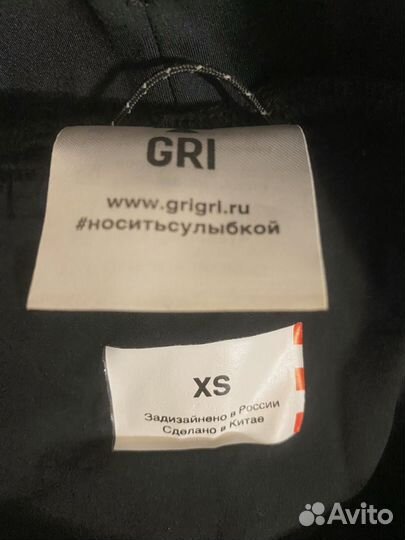 GRI
www.grigri.ru
#носитьсулыбкой
XS
Задизайнено в России
Сделано в Китае
Avito